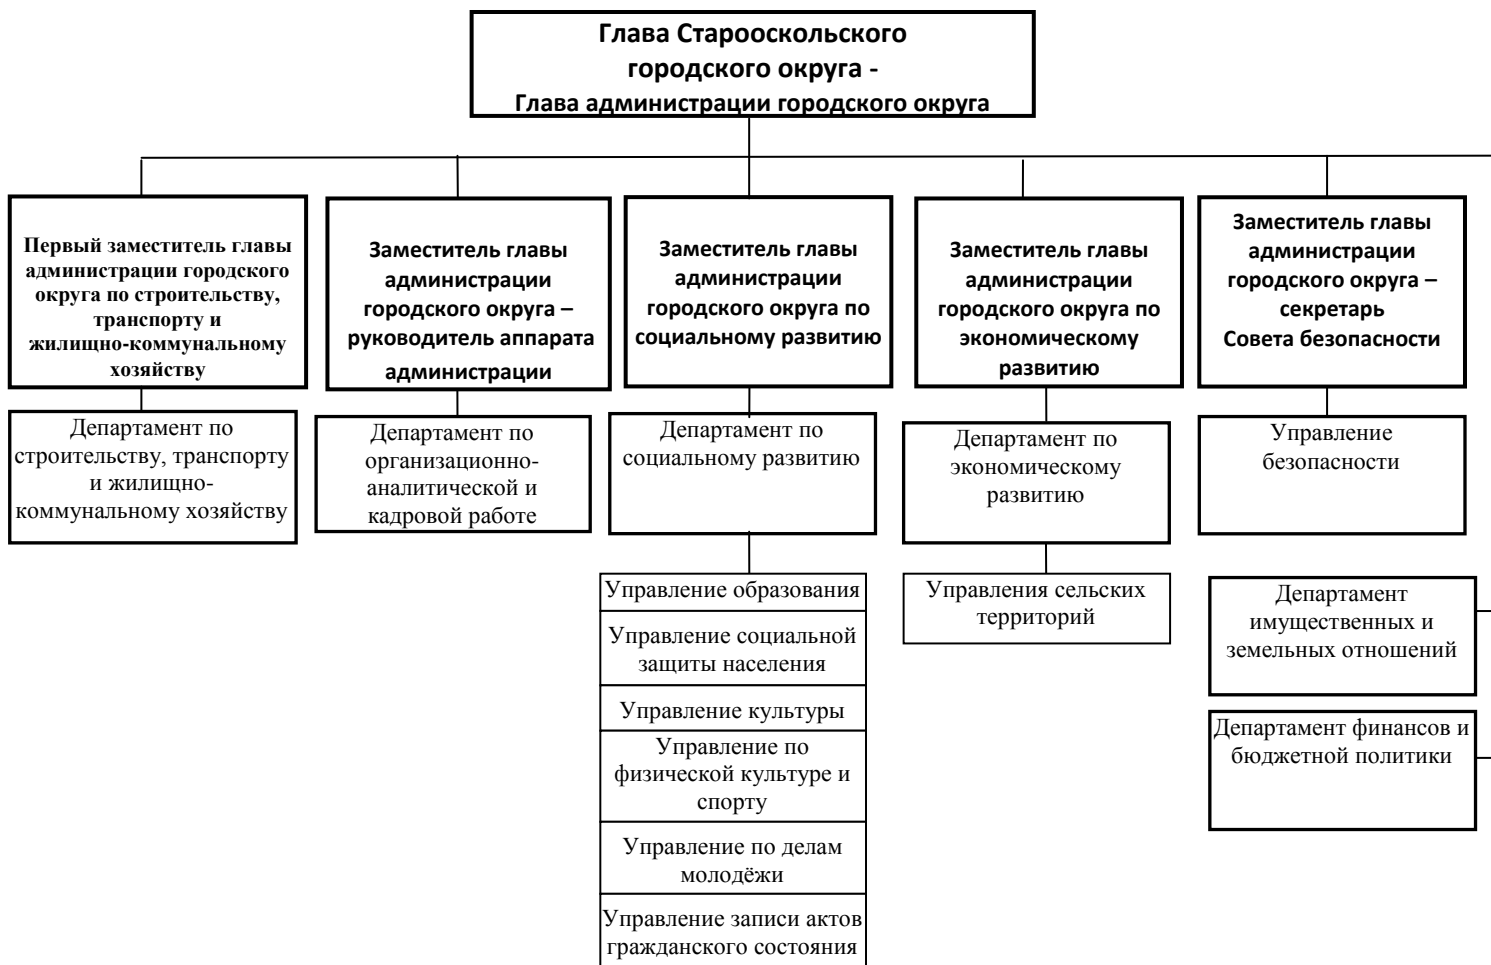 Глава Старооскольского
городского округа -
Глава администрации городского округа
Первый заместитель главы
администрации городского
округа по строительству,
транспорту и
жилищно-коммунальному
хозяйству
Заместитель главы
администрации
городского округа –
руководитель аппарата
администрации
Заместитель главы
администрации
городского округа по
социальному развитию
Заместитель главы
администрации
городского округа по
экономическому
развитию
Заместитель главы
администрации
городского округа –
секретарь
Совета безопасности
Департамент по
строительству, транспорту
и жилищно-
коммунальному хозяйству
Департамент по
организационно-
аналитической и
кадровой работе
Департамент по
социальному развитию
Департамент по
экономическому
развитию
Управление
безопасности
Управление образования
Управление социальной
защиты населения
Управление культуры
Управление по
физической культуре и
спорту
Управление по делам
молодёжи
Управление записи актов
гражданского состояния
Управления сельских
территорий
Департамент
имущественных и
земельных отношений
Департамент финансов и
бюджетной политики